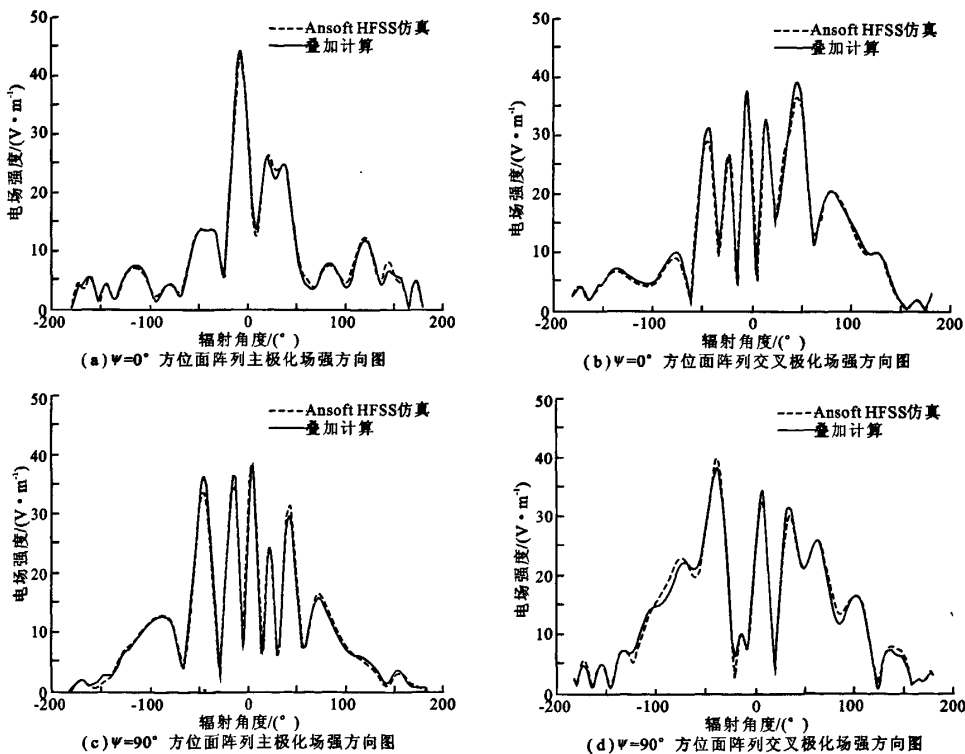 50
40
30
20
10
0
-200 -100 0 100 200
电场强度/(V·m⁻¹)
Ansoft HFSS仿真
叠加计算
辐射角度/(°)
(a)Ψ=0° 方位面阵列主极化场强方向图
50
40
30
20
10
0
-200 -100 0 100 200
电场强度/(V·m⁻¹)
Ansoft HFSS仿真
叠加计算
辐射角度/(°)
(b)Ψ=0° 方位面阵列交叉极化场强方向图
50
40
30
20
10
0
-200 -100 0 100 200
电场强度/(V·m⁻¹)
Ansoft HFSS仿真
叠加计算
辐射角度/(°)
(c)Ψ=90° 方位面阵列主极化场强方向图
50
40
30
20
10
0
-200 -100 0 100 200
电场强度/(V·m⁻¹)
Ansoft HFSS仿真
叠加计算
辐射角度/(°)
(d)Ψ=90° 方位面阵列交叉极化场强方向图